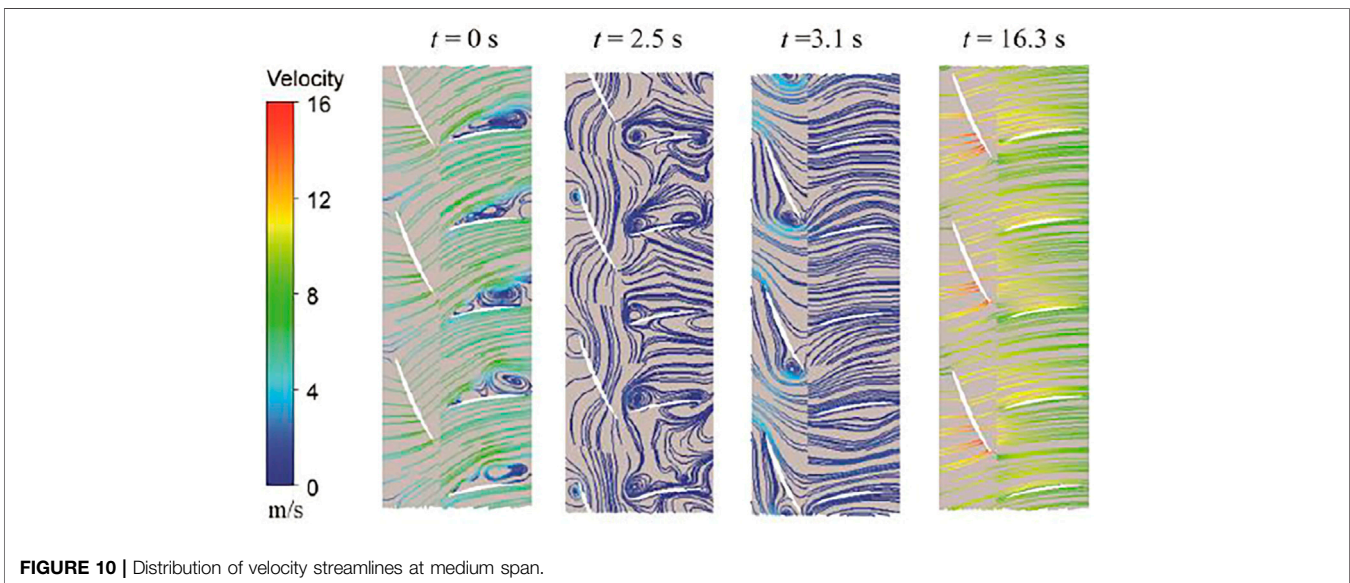 t = 0 s
t = 2.5 s
t =3.1 s
t = 16.3 s
Velocity
16
12
8
4
0
m/s
FIGURE 10 | Distribution of velocity streamlines at medium span.